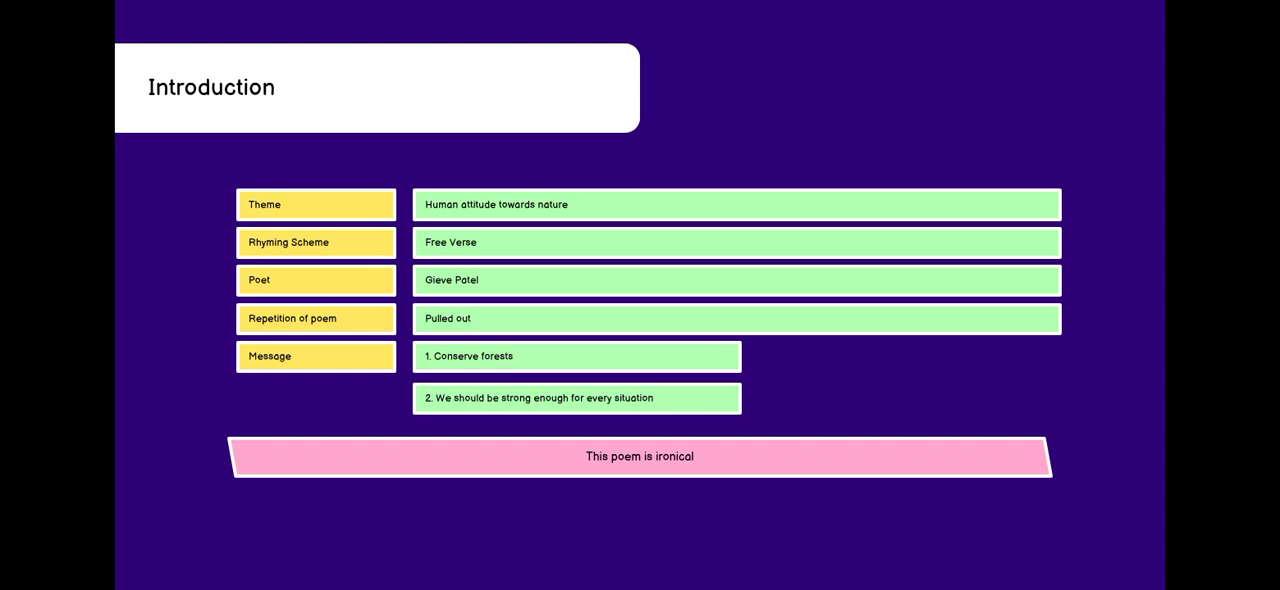 Introduction
Theme
Human attitude towards nature
Rhyming Scheme
Free Verse
Poet
Gieve Patel
Repetition of poem
Pulled out
Message
1. Conserve forests
2. We should be strong enough for every situation
This poem is ironical